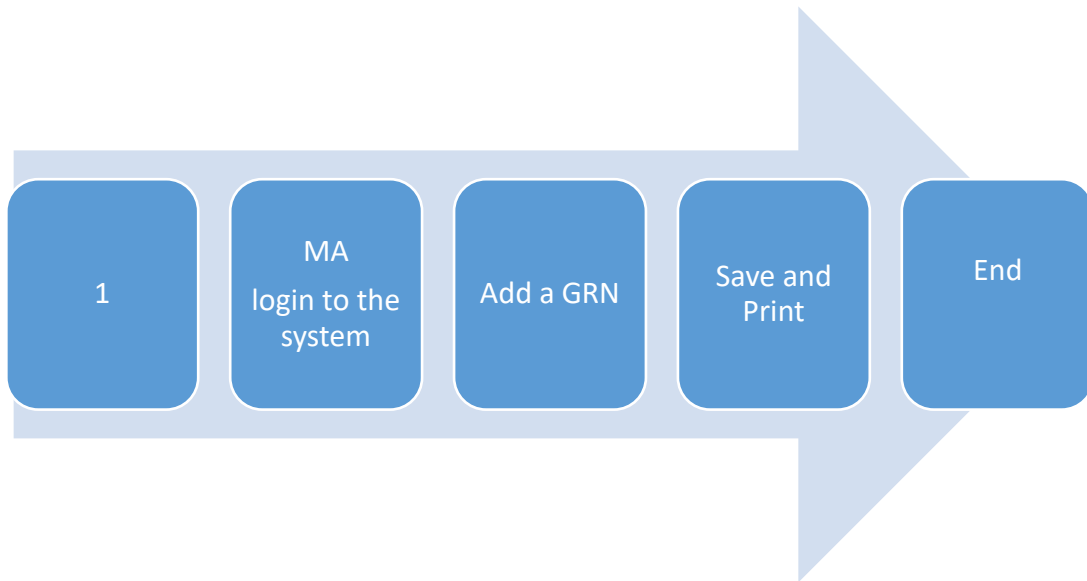 1
MA
login to the
system
Add a GRN
Save and
Print
End